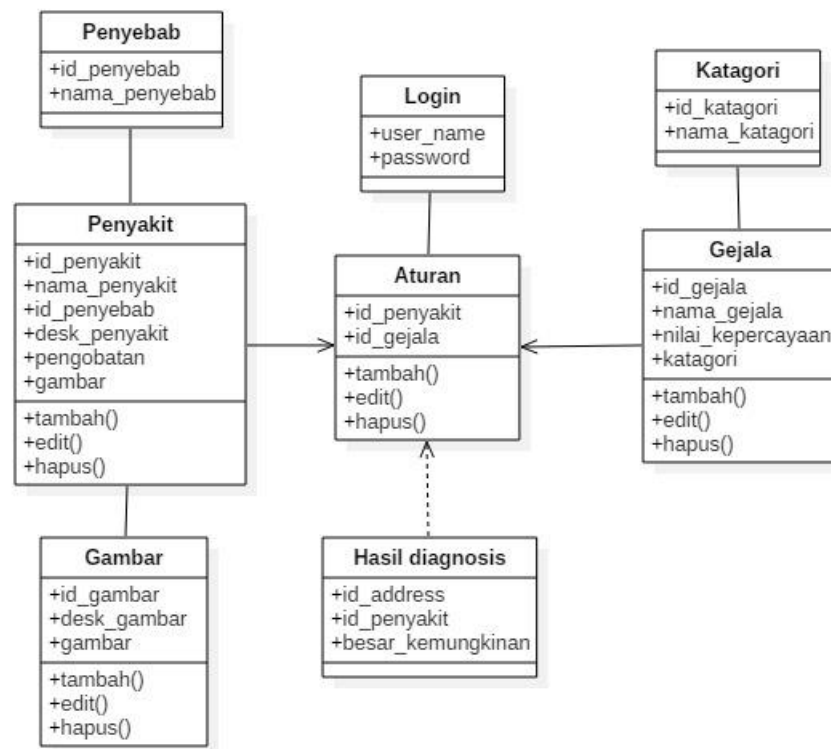 Penyebab
+id_penyebab
+nama_penyebab
Login
+user_name
+password
Katagori
+id_katagori
+nama_katagori
Penyakit
+id_penyakit
+nama_penyakit
+id_penyebab
+desk_penyakit
+pengobatan
+gambar
+tambah()
+edit()
+hapus()
Aturan
+id_penyakit
+id_gejala
+tambah()
+edit()
+hapus()
Gejala
+id_gejala
+nama_gejala
+nilai_kepercayaan
+katagori
+tambah()
+edit()
+hapus()
Gambar
+id_gambar
+desk_gambar
+gambar
+tambah()
+edit()
+hapus()
Hasil diagnosis
+id_address
+id_penyakit
+besar_kemungkinan